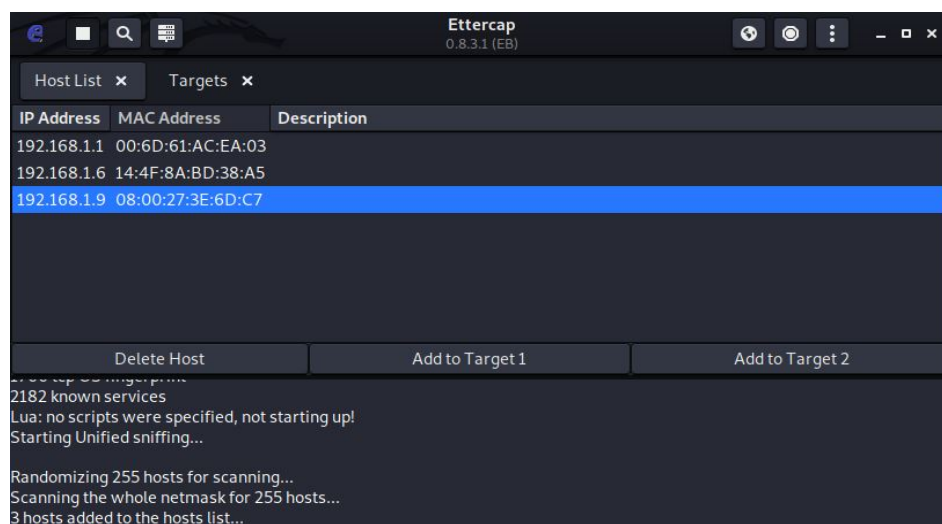 Ettercap
0.8.3.1 (EB)
Host List × Targets ×
IP Address MAC Address Description
192.168.1.1 00:6D:61:AC:EA:03
192.168.1.6 14:4F:8A:BD:38:A5
192.168.1.9 08:00:27:3E:6D:C7
Delete Host Add to Target 1 Add to Target 2
2182 known services
Lua: no scripts were specified, not starting up!
Starting Unified sniffing...
Randomizing 255 hosts for scanning...
Scanning the whole netmask for 255 hosts...
3 hosts added to the hosts list...